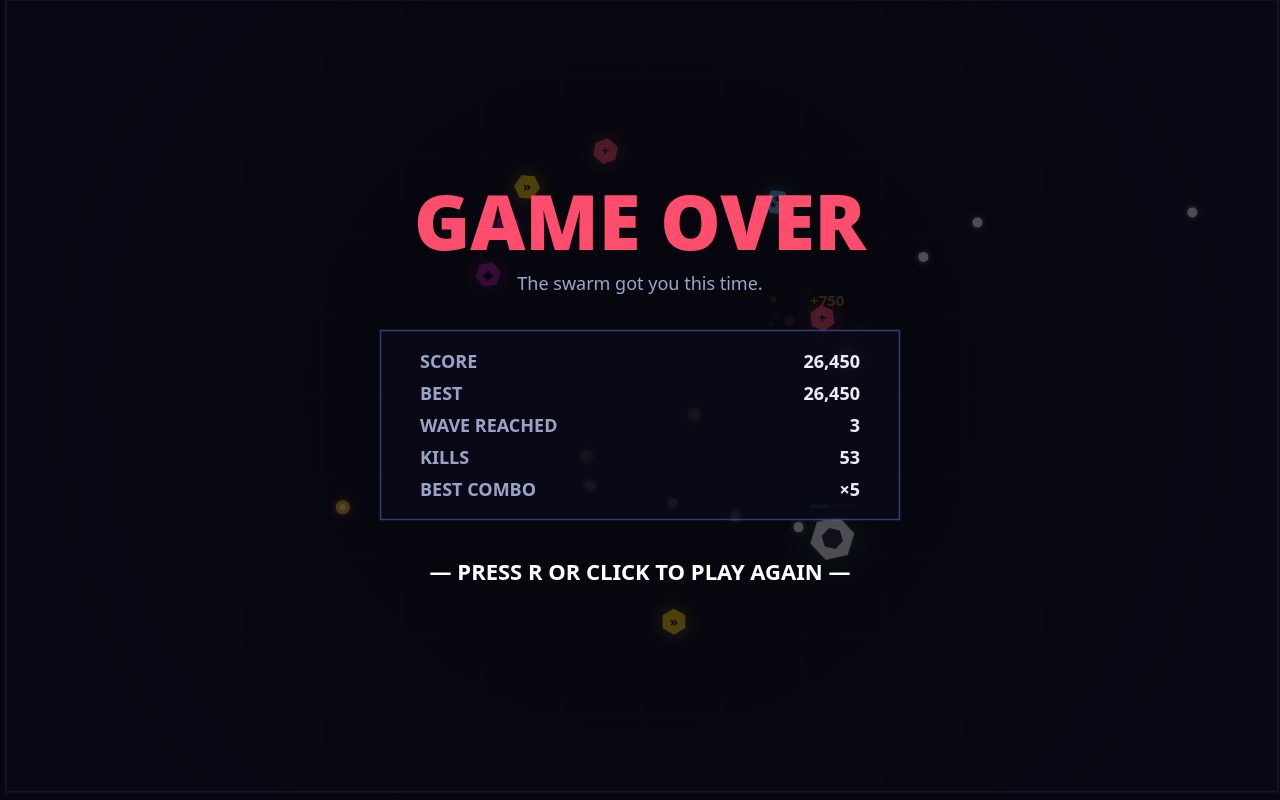 GAME OVER
The swarm got you this time.
+750
SCORE 26,450
BEST 26,450
WAVE REACHED 3
KILLS 53
BEST COMBO ×5
— PRESS R OR CLICK TO PLAY AGAIN —